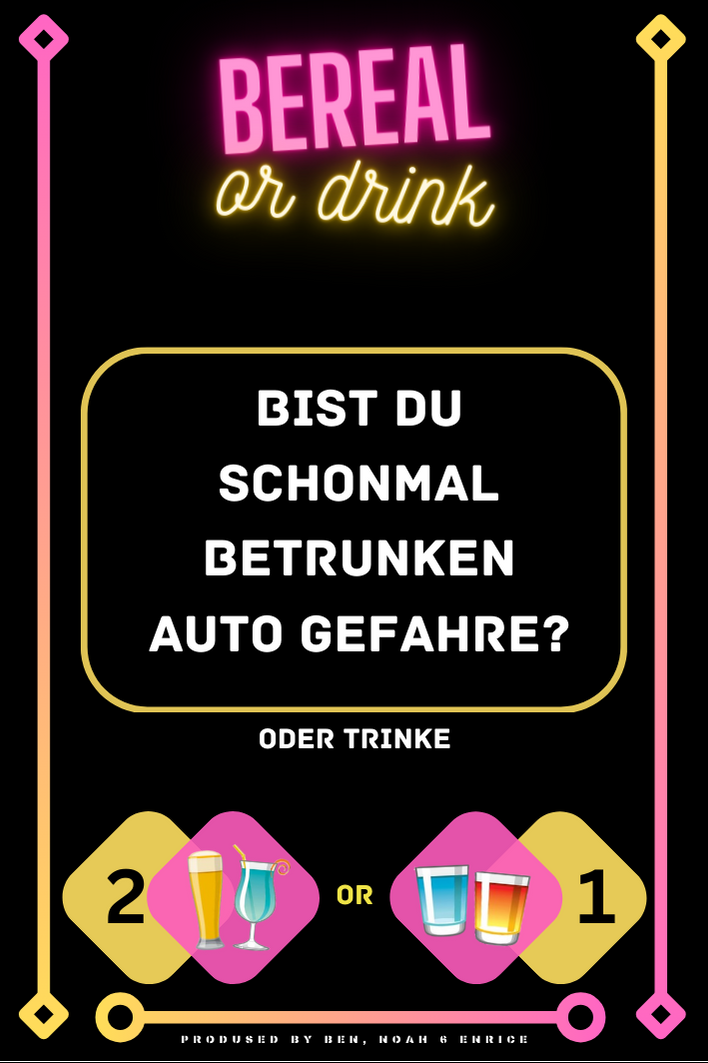 BEREAL
or drink
BIST DU
SCHONMAL
BETRUNKEN
AUTO GEFAHRE?
ODER TRINKE
2 OR 1
PRODUSED BY BEN, NOAH & ENRICE